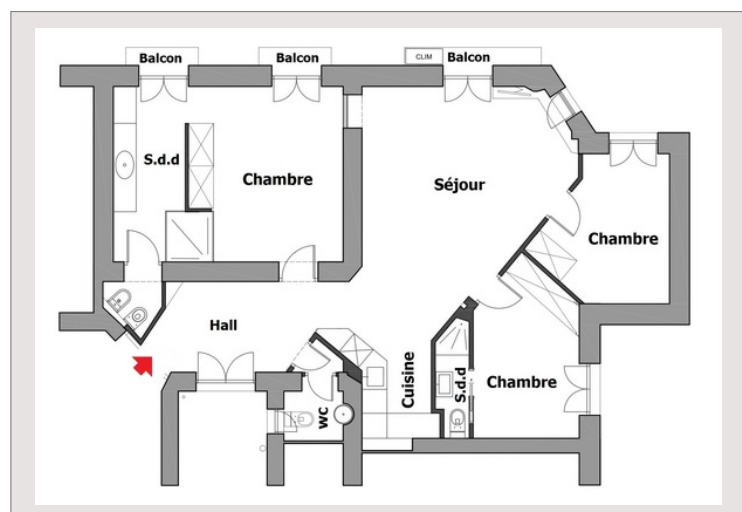 Balcon
Balcon
CLIM
Balcon
S.d.d
Chambre
Séjour
Chambre
Hall
Cuisine
S.d.d
Chambre
WC